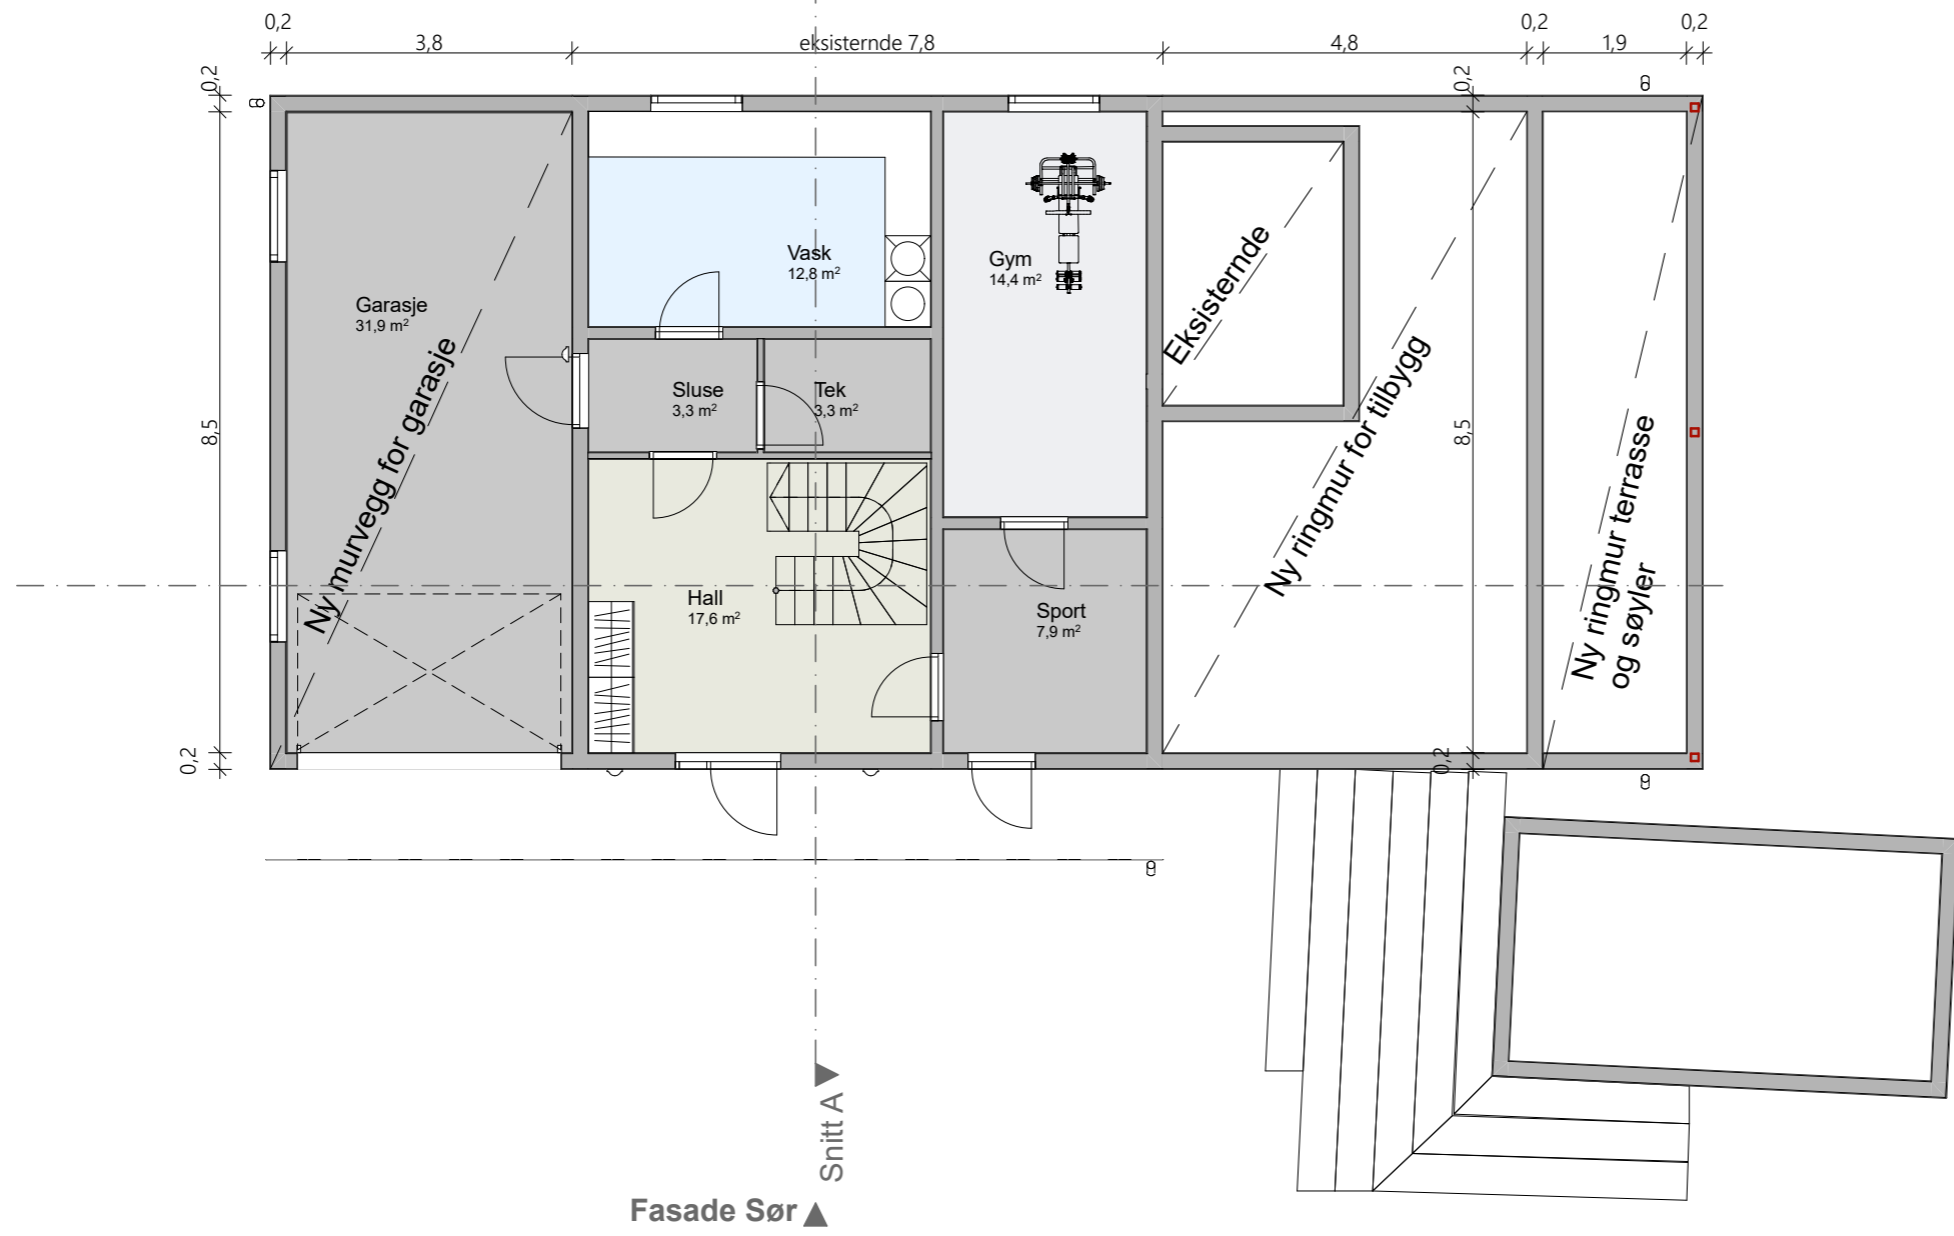 0,2
0,2
0,2
3,8
eksisternde 7,8
4,8
1,9
0,2
0,2
Vask
12,8 m²
Gym
14,4 m²
Garasje
31,9 m²
Eksisternde
Sluse
3,3 m²
Tek
3,3 m²
8,5
8,5
Ny murvegg for garasje
Ny ringmur for tilbygg
Ny ringmur terrasse
og søyler
Hall
17,6 m²
Sport
7,9 m²
0,2
0,2
Snitt A
Fasade Sør